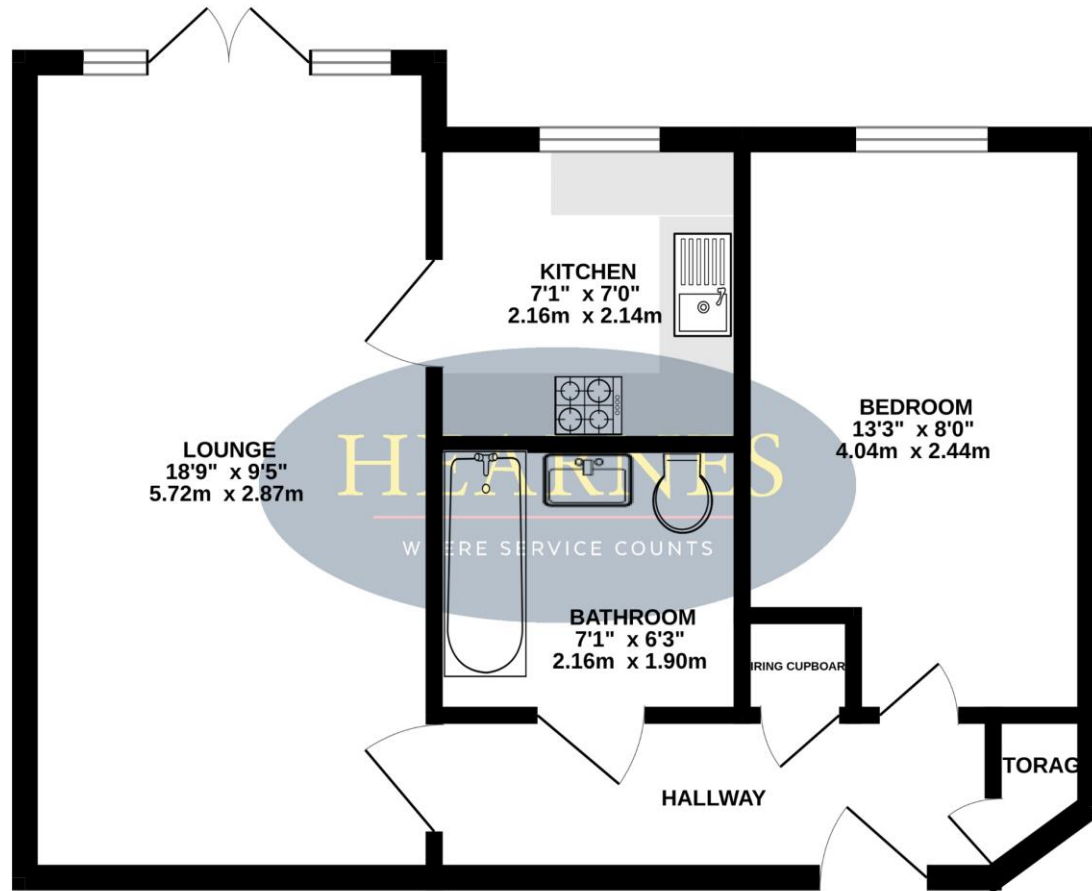 KITCHEN
7'1" x 7'0"
2.16m x 2.14m
BEDROOM
13'3" x 8'0"
4.04m x 2.44m
LOUNGE
18'9" x 9'5"
5.72m x 2.87m
HEARNES
WHERE SERVICE COUNTS
BATHROOM
7'1" x 6'3"
2.16m x 1.90m
IRING CUPBOAR
TORAG
HALLWAY